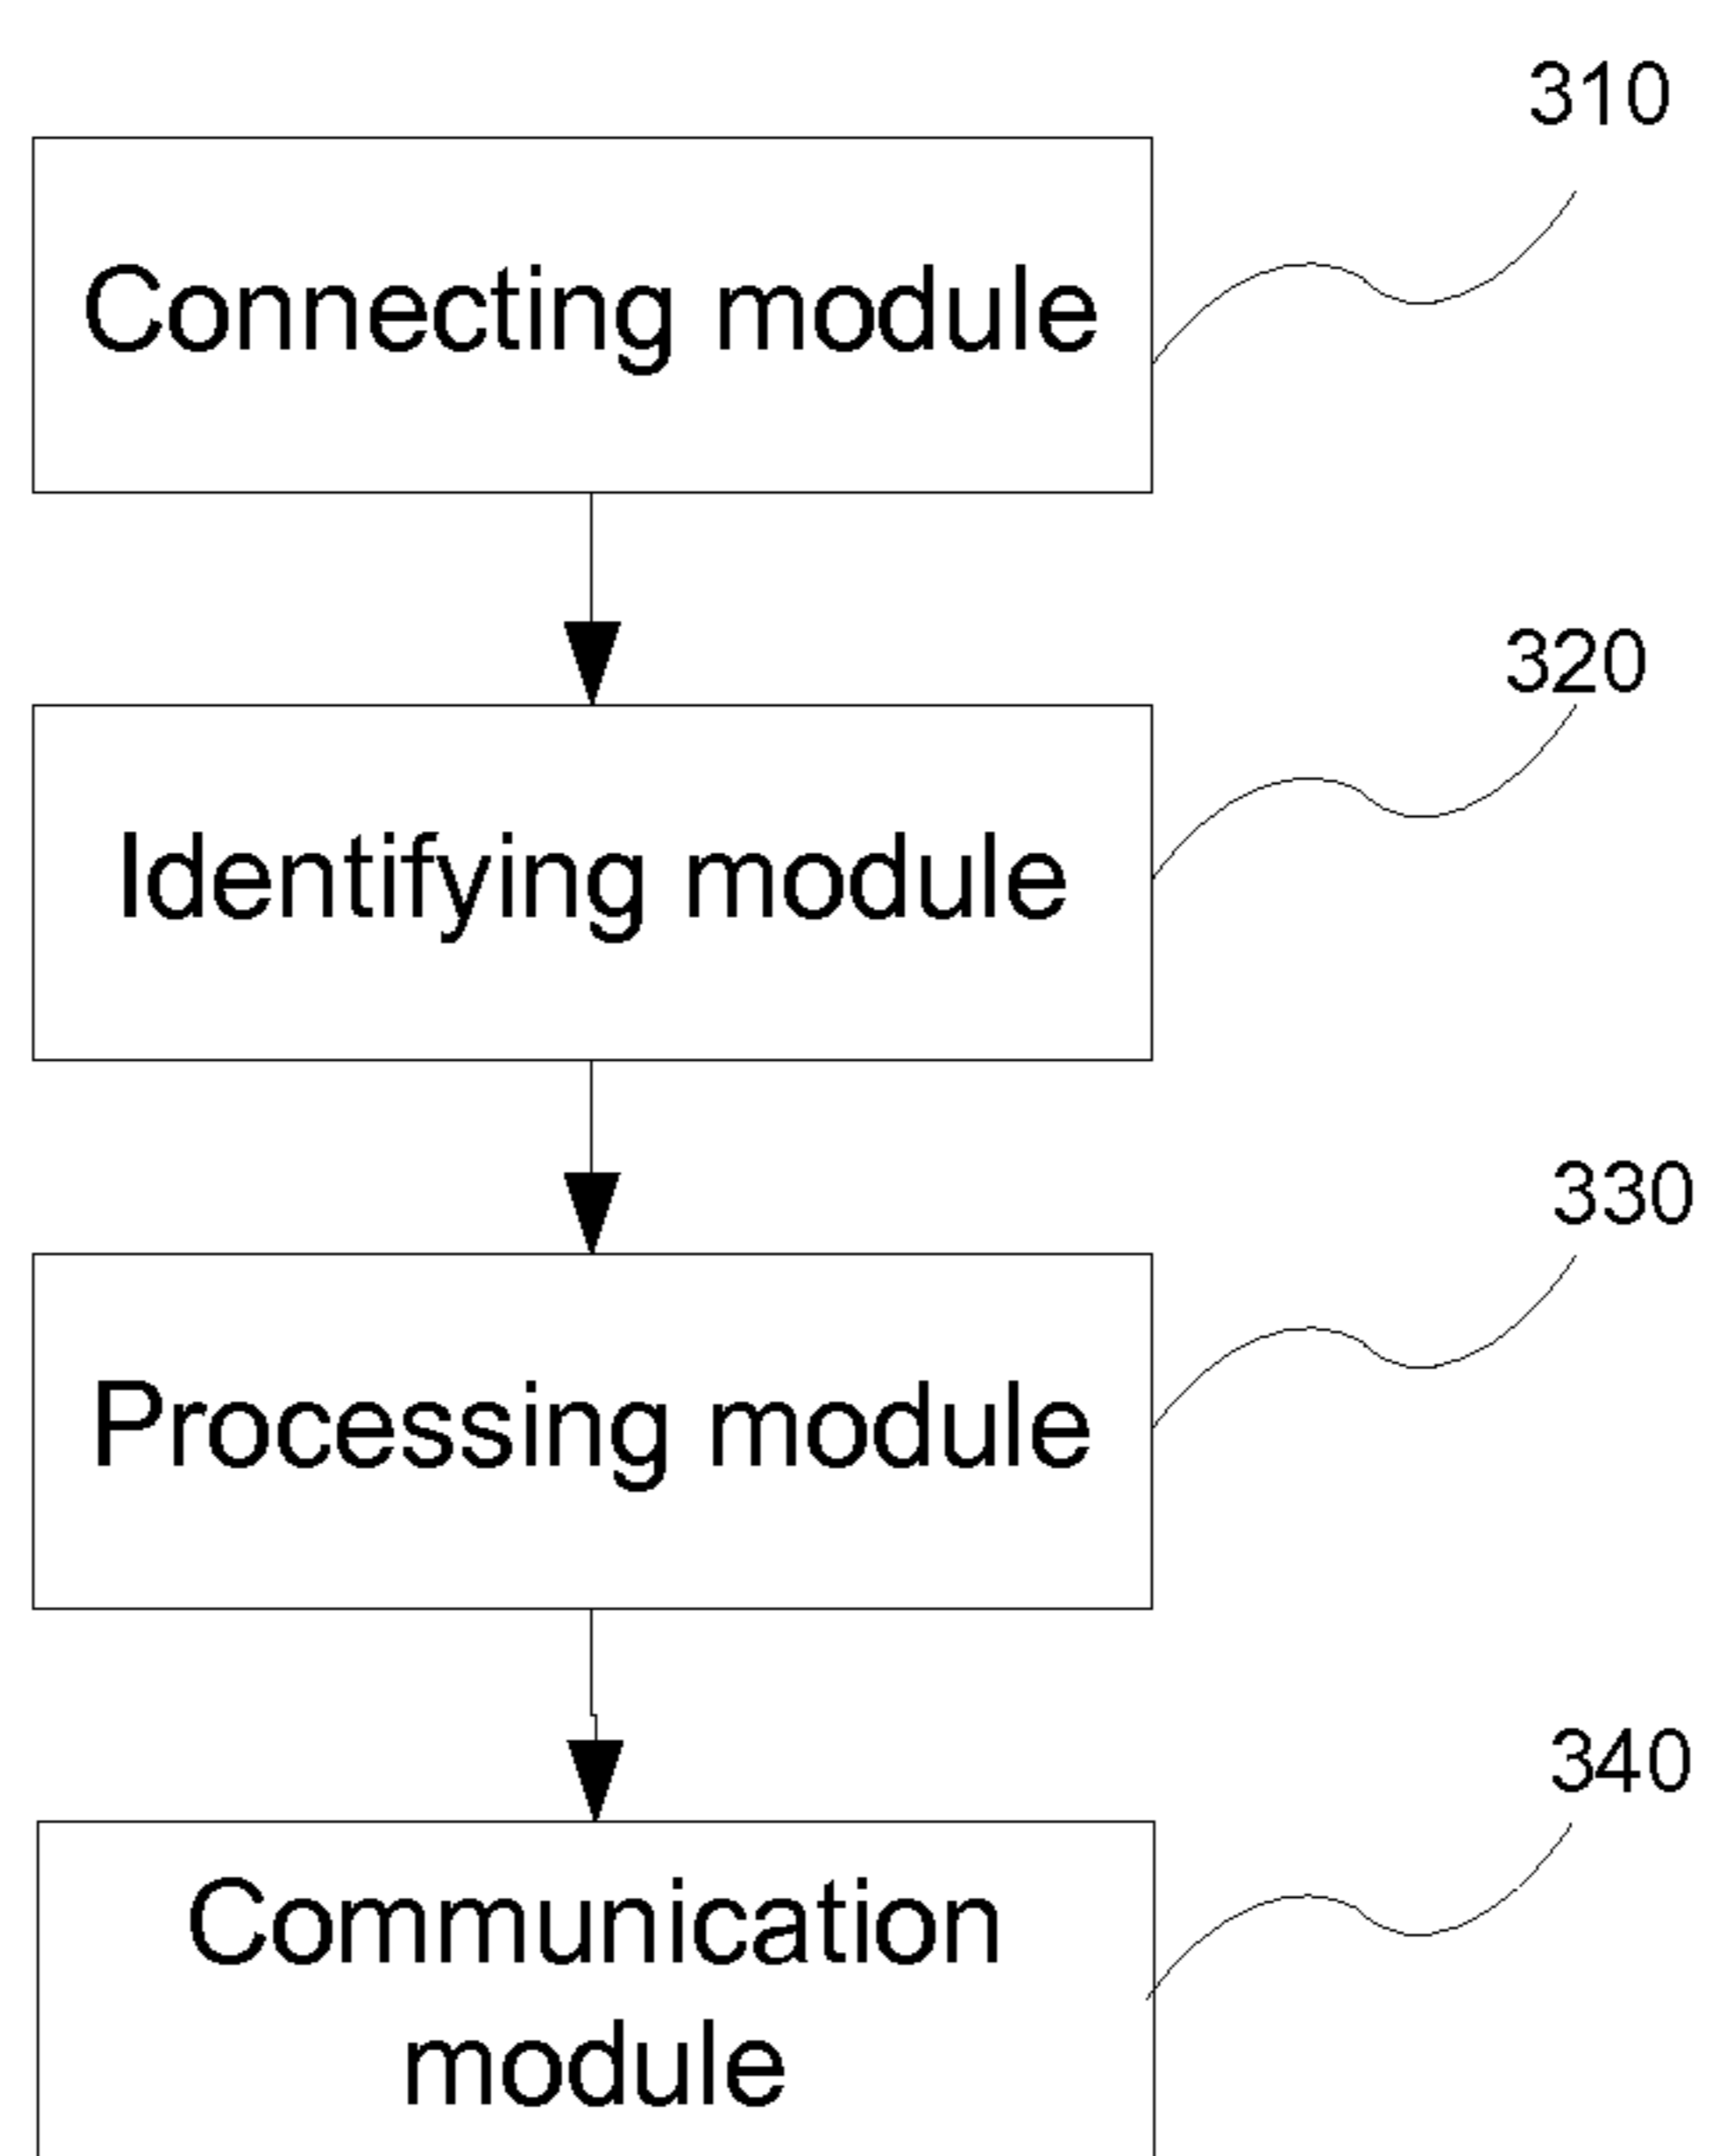 310
Connecting module
320
Identifying module
330
Processing module
340
Communication
module